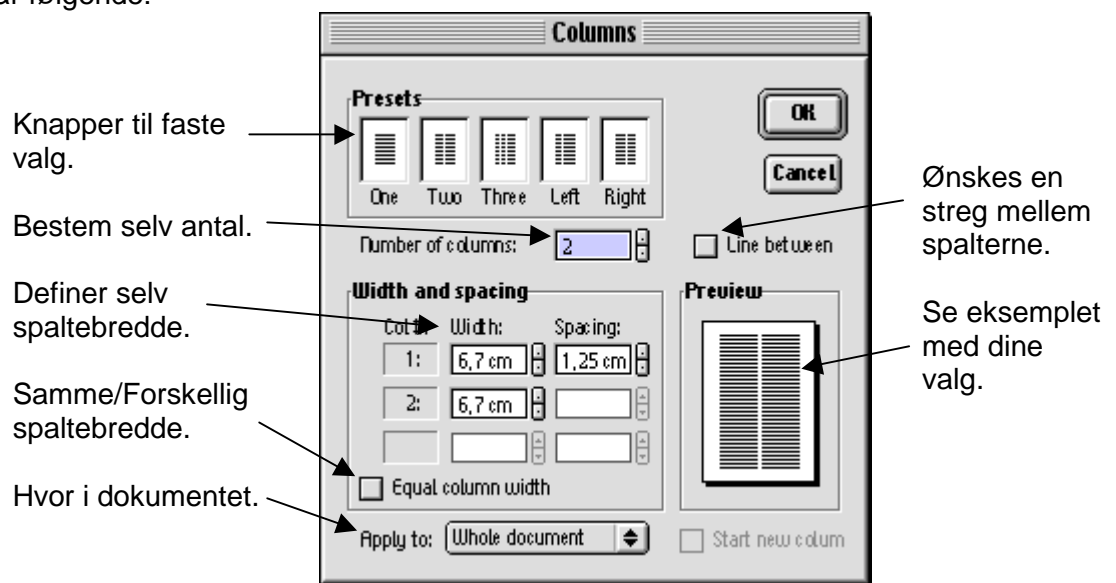 følgende.
Columns
Knapper til faste
valg.
Bestem selv antal.
Definer selv
spaltebredde.
Samme/Forskellig
spaltebredde.
Hvor i dokumentet.
Presets
One Two Three Left Right
OK
Cancel
Number of columns: 2
Line between
Width and spacing
Width: Spacing:
1: 6,7 cm 1,25 cm
2: 6,7 cm
Equal column width
Apply to: Whole document
Preview
Start new colum
Ønskes en
streg mellem
spalterne.
Se eksemplet
med dine
valg.